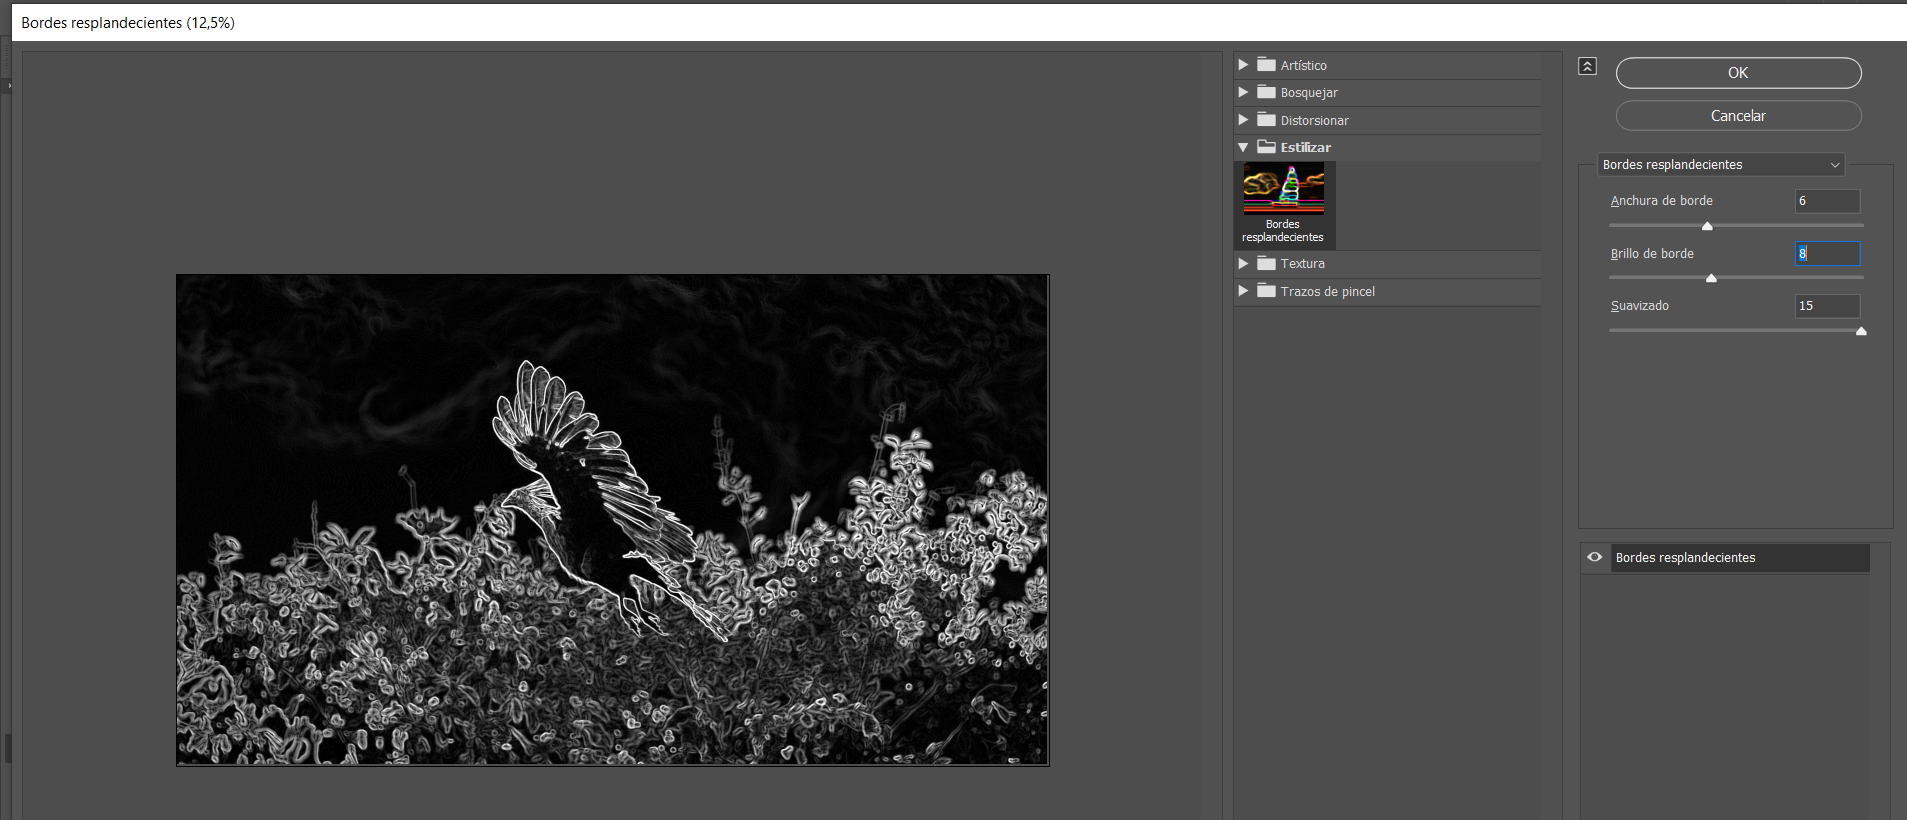 Bordes resplandecientes (12,5%)
Artístico
Bosquejar
Distorsionar
Estilizar
Bordes
resplandecientes
Textura
Trazos de pincel
OK
Cancelar
Bordes resplandecientes
Anchura de borde 6
Brillo de borde 8
Suavizado 15
Bordes resplandecientes